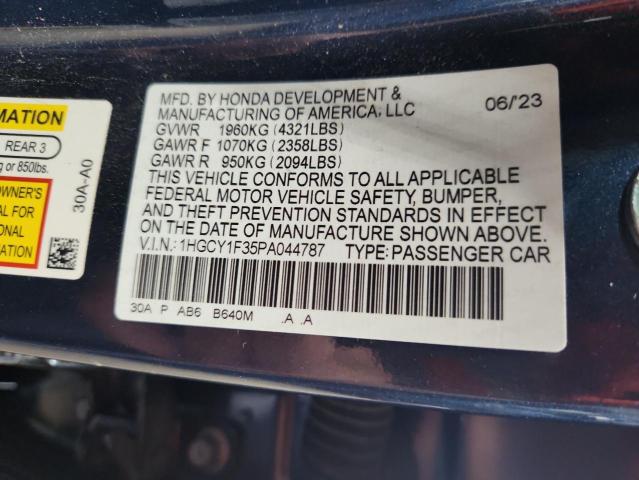 MATION
REAR 3
g or 850lbs.
OWNER'S
AL FOR
ONAL
MATION
30A-A0
MFD. BY HONDA DEVELOPMENT &
MANUFACTURING OF AMERICA, LLC 06/'23
GVWR 1960KG (4321LBS)
GAWR F 1070KG (2358LBS)
GAWR R 950KG (2094LBS)
THIS VEHICLE CONFORMS TO ALL APPLICABLE
FEDERAL MOTOR VEHICLE SAFETY, BUMPER,
AND THEFT PREVENTION STANDARDS IN EFFECT
ON THE DATE OF MANUFACTURE SHOWN ABOVE.
V.I.N.: 1HGCY1F35PA044787 TYPE: PASSENGER CAR
30A P AB6 B640M .A .A